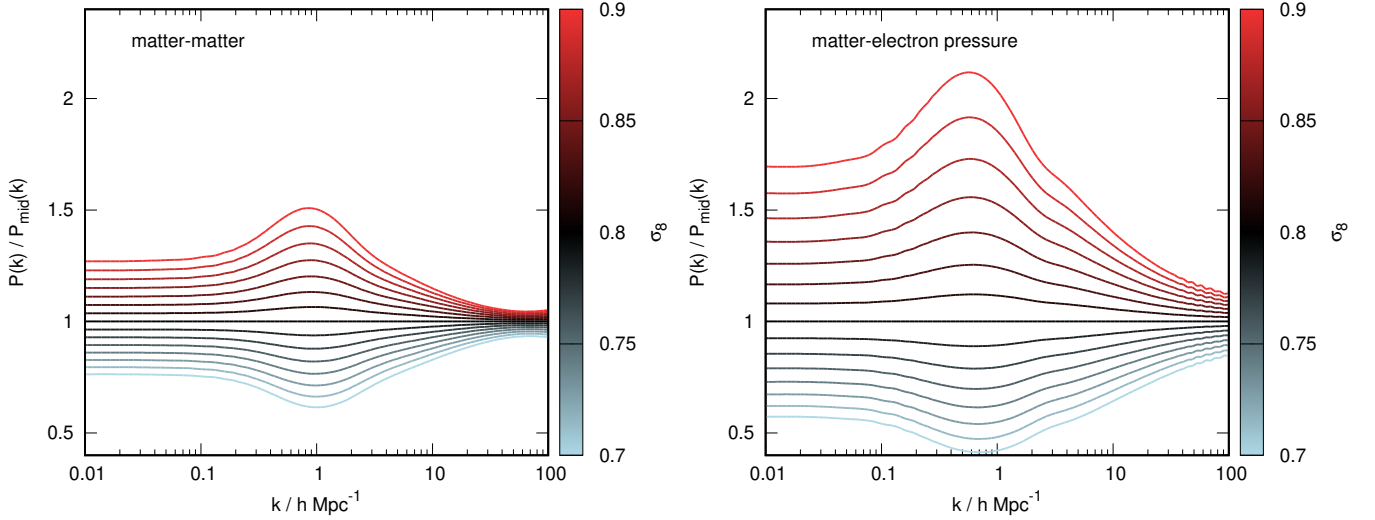 matter-matter
P(k) / P_mid(k)
2
1.5
1
0.5
0.01 0.1 1 10 100
k / h Mpc^-1
0.9
0.85
0.8
0.75
0.7
σ_8
matter-electron pressure
P(k) / P_mid(k)
2
1.5
1
0.5
0.01 0.1 1 10 100
k / h Mpc^-1
0.9
0.85
0.8
0.75
0.7
σ_8